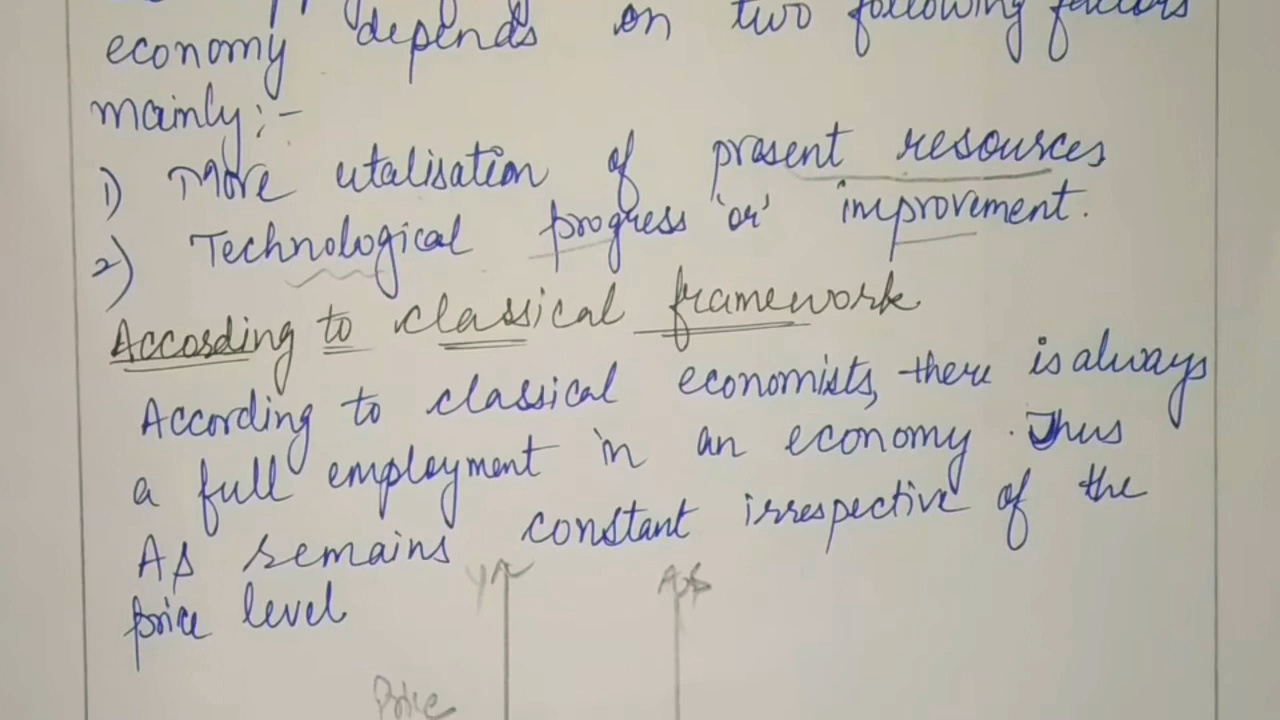 economy depends on two following factors
mainly:-
1) More utalisation of present resources
2) Technological progress 'or' improvement.
According to classical framework
According to classical economists, there is always
a full employment in an economy. Thus
AS remains constant irrespective of the
price level
Y AS
Price